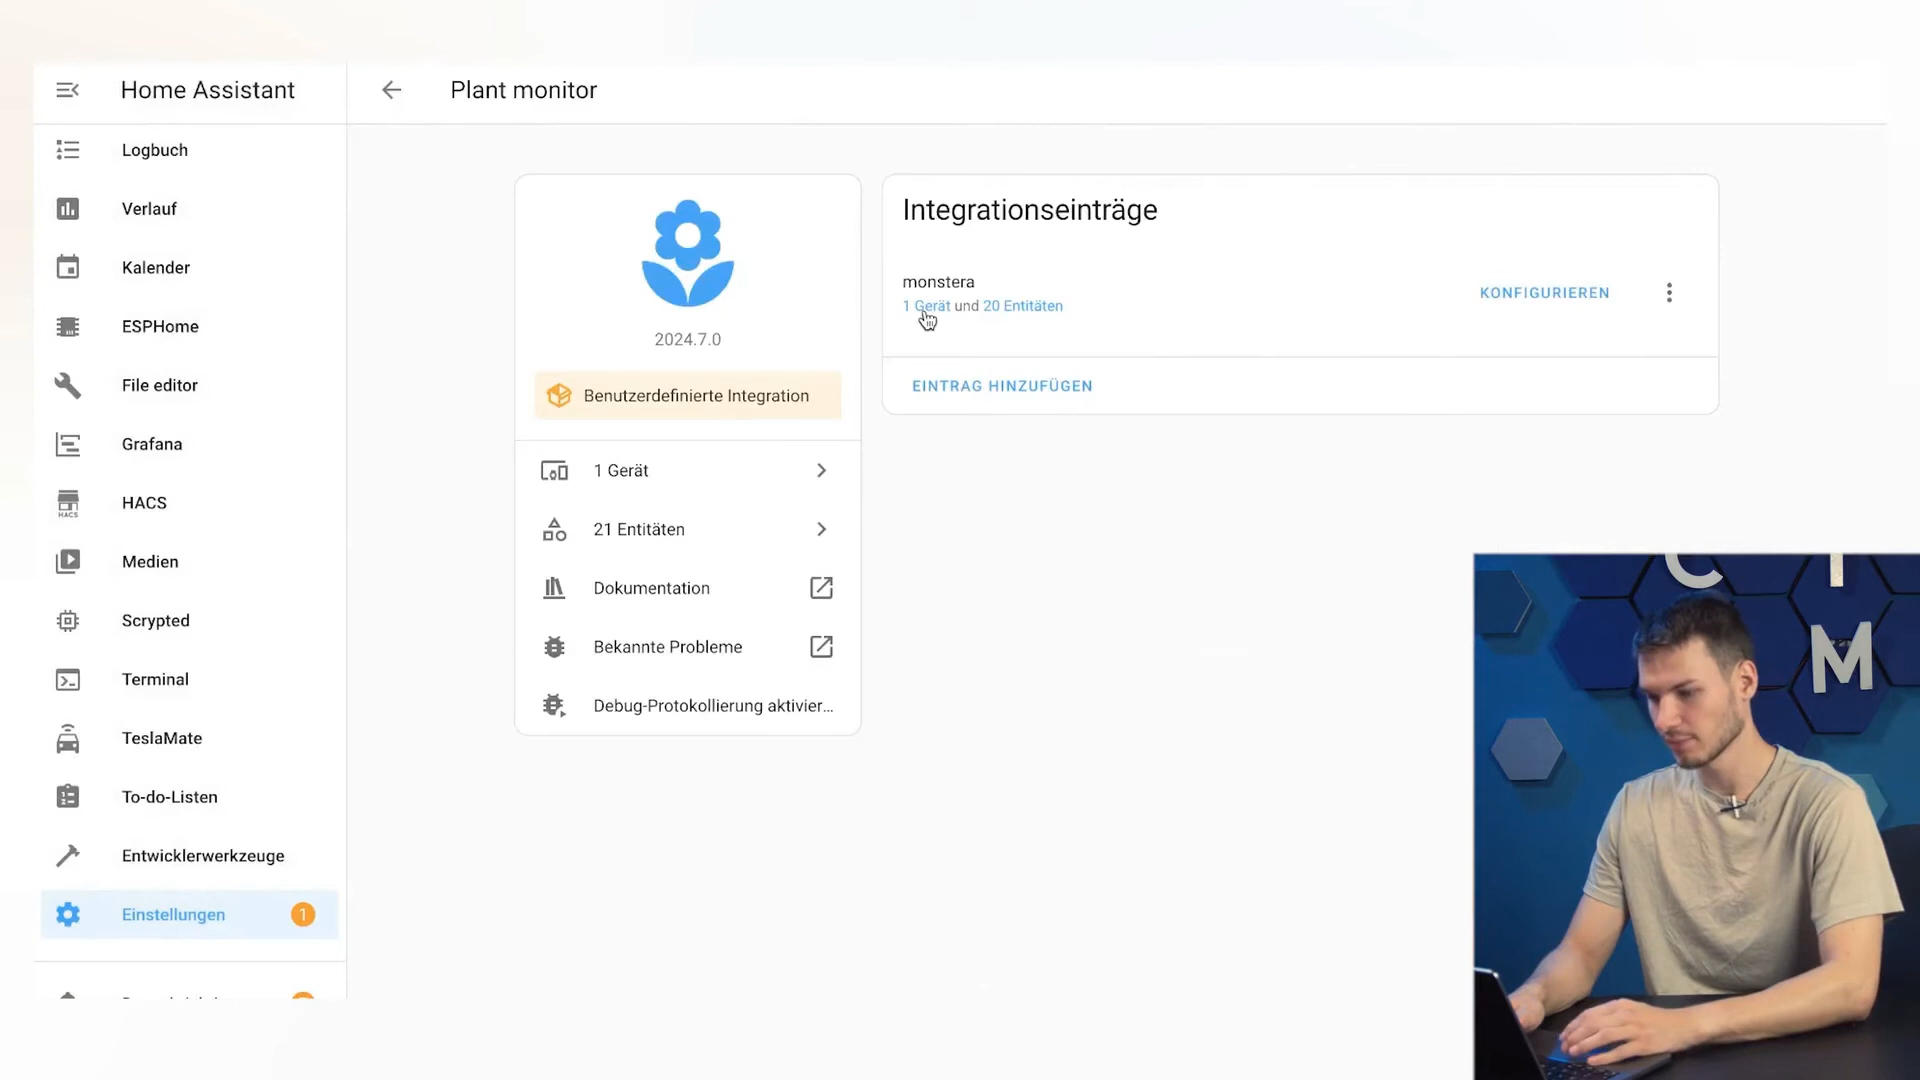 Home Assistant
Plant monitor
Logbuch
Verlauf
Kalender
ESPHome
File editor
Grafana
HACS
HACS
Medien
Scrypted
Terminal
TeslaMate
To-do-Listen
Entwicklerwerkzeuge
Einstellungen
1
2024.7.0
Benutzerdefinierte Integration
1 Gerät
21 Entitäten
Dokumentation
Bekannte Probleme
Debug-Protokollierung aktivier...
Integrationseinträge
monstera
1 Gerät und 20 Entitäten
KONFIGURIEREN
EINTRAG HINZUFÜGEN
M